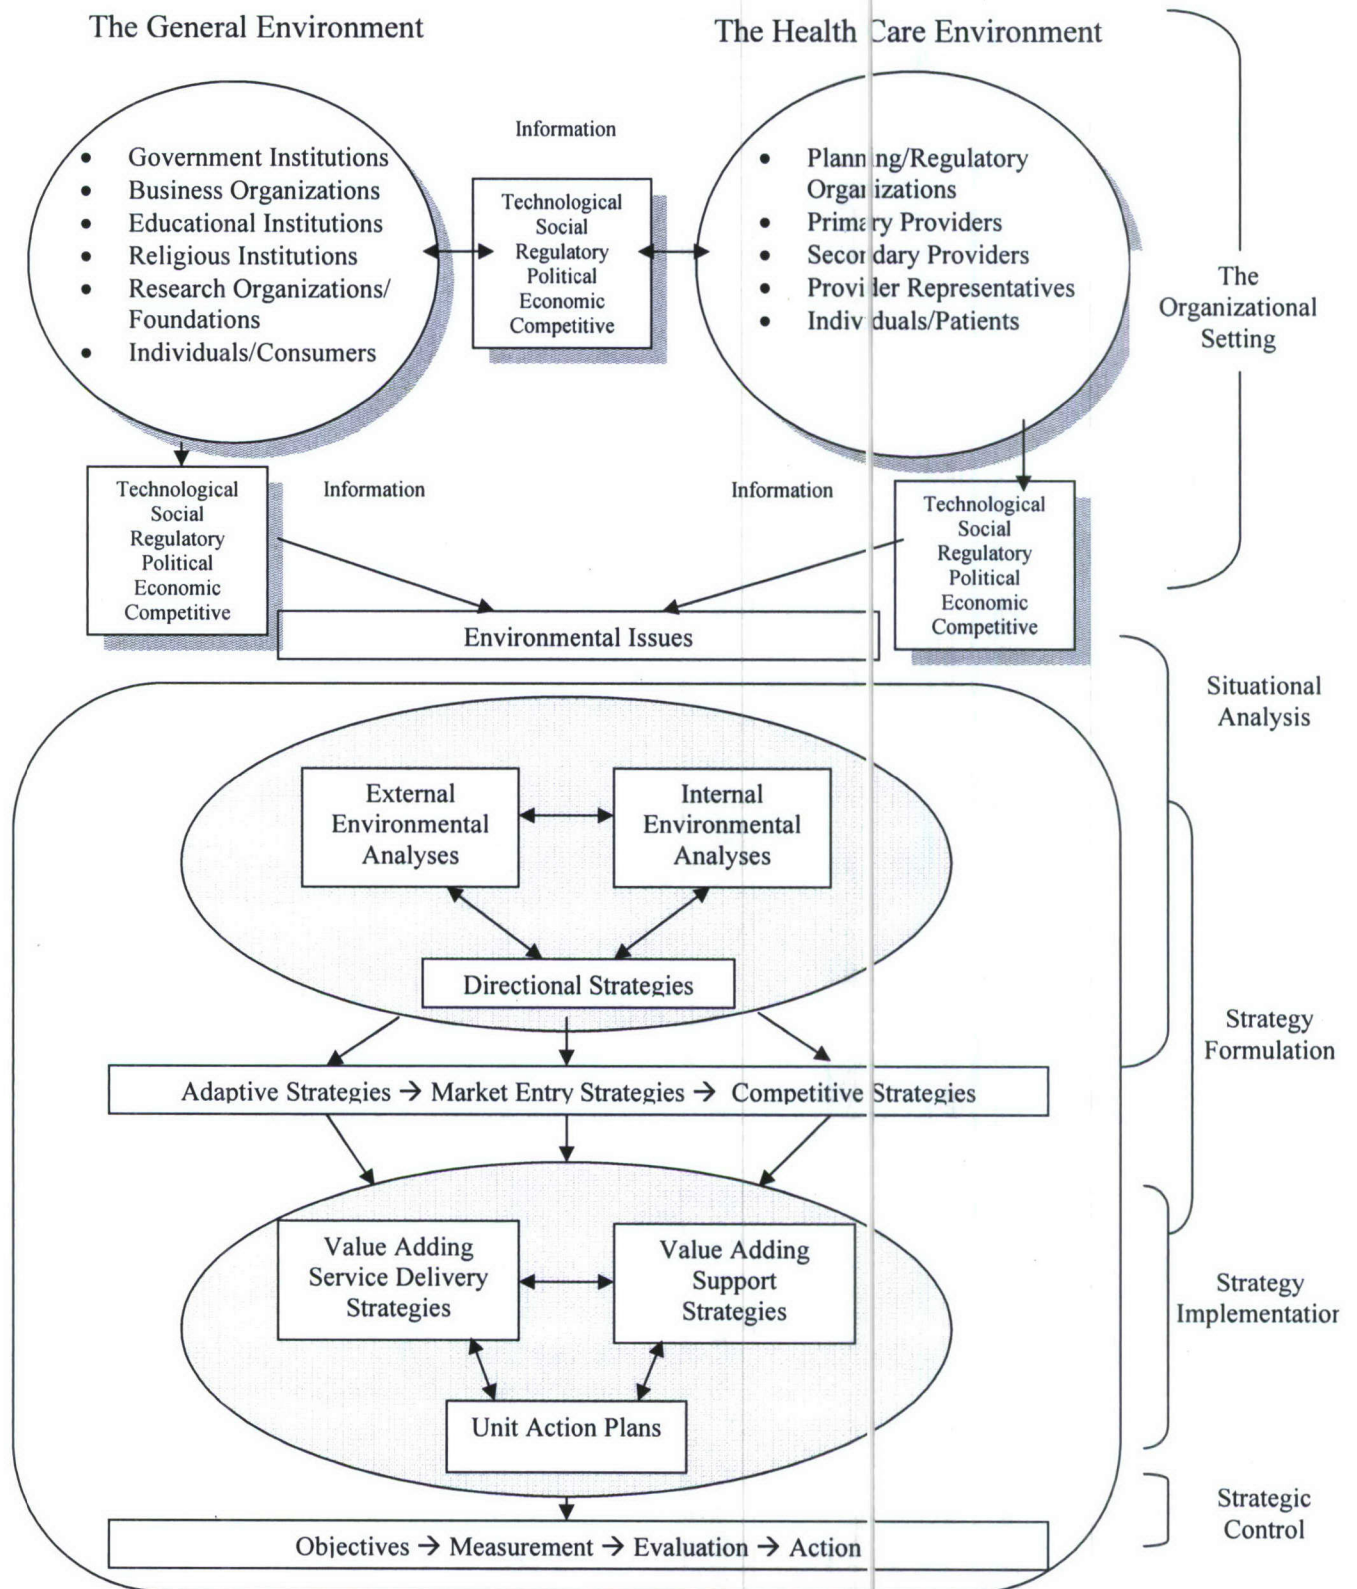 The General Environment
The Health Care Environment
• Government Institutions
• Business Organizations
• Educational Institutions
• Religious Institutions
• Research Organizations/
Foundations
• Individuals/Consumers
Information
Technological
Social
Regulatory
Political
Economic
Competitive
• Planning/Regulatory
Organizations
• Primary Providers
• Secondary Providers
• Provider Representatives
• Individuals/Patients
The
Organizational
Setting
Technological
Social
Regulatory
Political
Economic
Competitive
Information
Information
Technological
Social
Regulatory
Political
Economic
Competitive
Environmental Issues
Situational
Analysis
External
Environmental
Analyses
Internal
Environmental
Analyses
Directional Strategies
Strategy
Formulation
Adaptive Strategies → Market Entry Strategies → Competitive Strategies
Value Adding
Service Delivery
Strategies
Value Adding
Support
Strategies
Strategy
Implementation
Unit Action Plans
Strategic
Control
Objectives → Measurement → Evaluation → Action